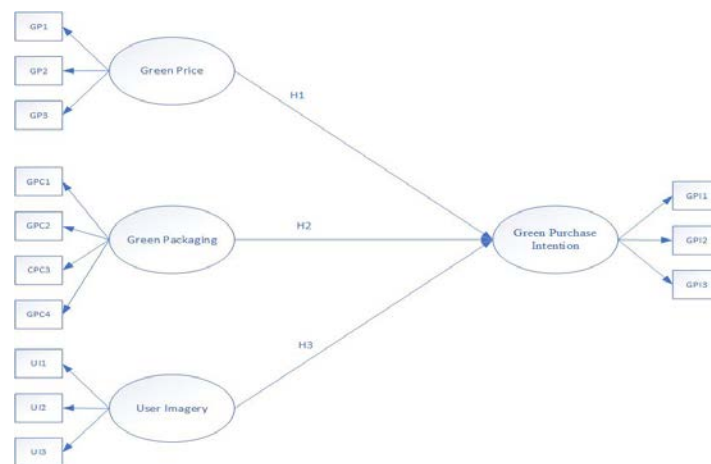 GP1
GP2
GP3
Green Price
H1
GPC1
GPC2
CPC3
GPC4
Green Packaging
H2
Green Purchase
Intention
GPI1
GPI2
GPI3
H3
UI1
UI2
UI3
User Imagery